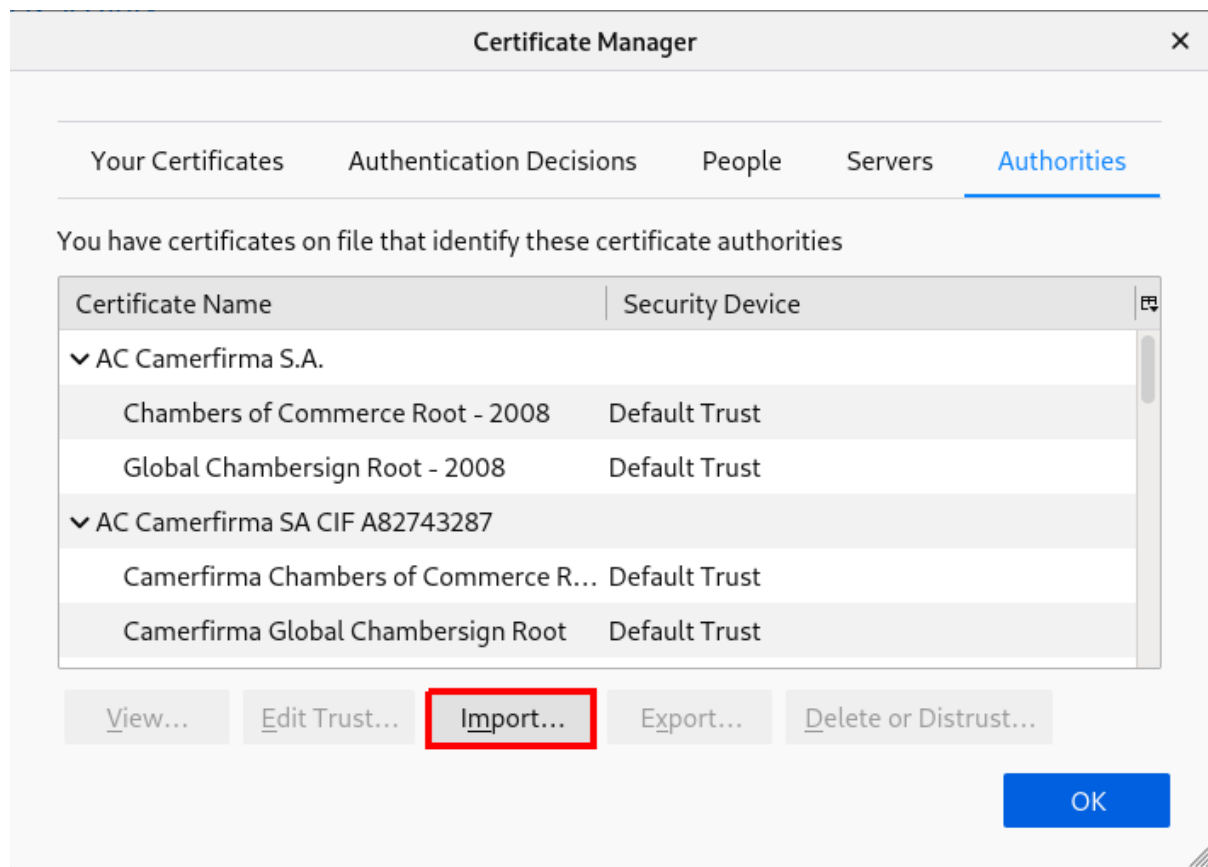 Certificate Manager
Your Certificates Authentication Decisions People Servers Authorities
You have certificates on file that identify these certificate authorities
Certificate Name Security Device
AC Camerfirma S.A.
Chambers of Commerce Root - 2008 Default Trust
Global Chambersign Root - 2008 Default Trust
AC Camerfirma SA CIF A82743287
Camerfirma Chambers of Commerce R... Default Trust
Camerfirma Global Chambersign Root Default Trust
View... Edit Trust... Import... Export... Delete or Distrust...
OK